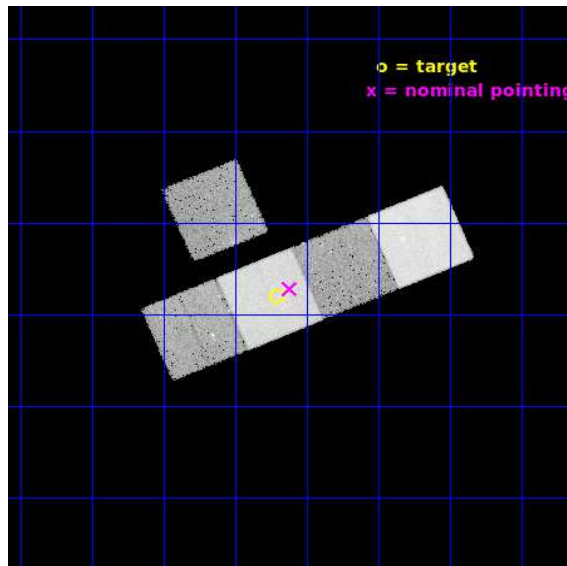 o = target
x = nominal pointing